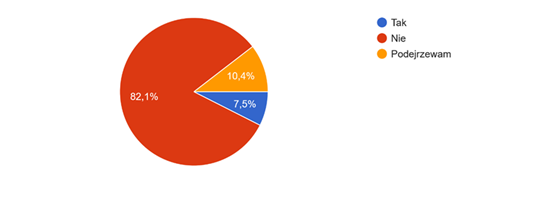 Tak
Nie
Podejrzewam
10,4%
7,5%
82,1%